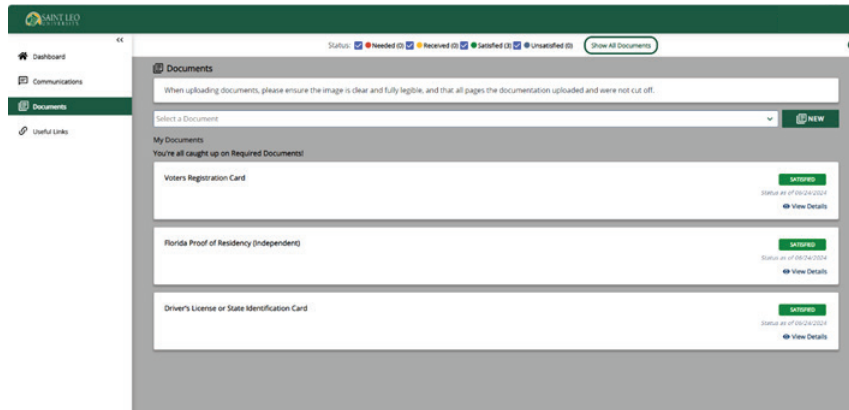 SAINT LEO
UNIVERSITY
<<
Dashboard
Communications
Documents
Useful Links
Status: Needed (0) Received (0) Satisfied (3) Unsatisfied (0) Show All Documents
Documents
When uploading documents, please ensure the image is clear and fully legible, and that all pages the documentation uploaded and were not cut off.
Select a Document
NEW
My Documents
You're all caught up on Required Documents!
Voters Registration Card
SATISFIED
Status as of 06/24/2024
View Details
Florida Proof of Residency (Independent)
SATISFIED
Status as of 06/24/2024
View Details
Driver's License or State Identification Card
SATISFIED
Status as of 06/24/2024
View Details